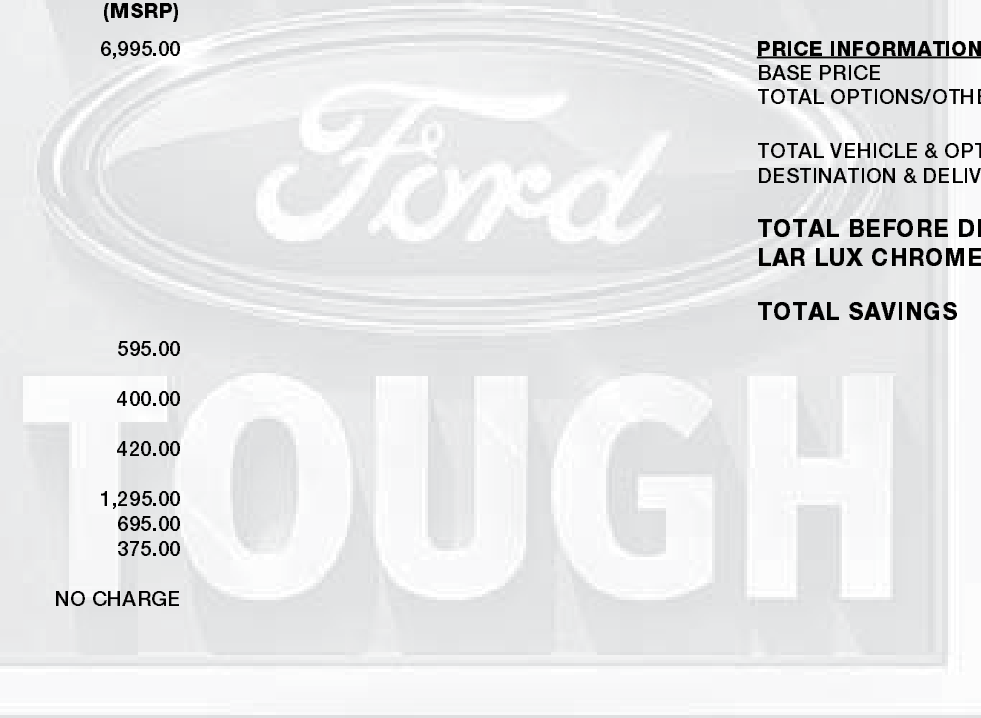 (MSRP)
6,995.00
595.00
400.00
420.00
1,295.00
695.00
375.00
NO CHARGE
PRICE INFORMATION
BASE PRICE
TOTAL OPTIONS/OTHE
TOTAL VEHICLE & OPT
DESTINATION & DELIV
TOTAL BEFORE DI
LAR LUX CHROME
TOTAL SAVINGS
Ford
TOUGH